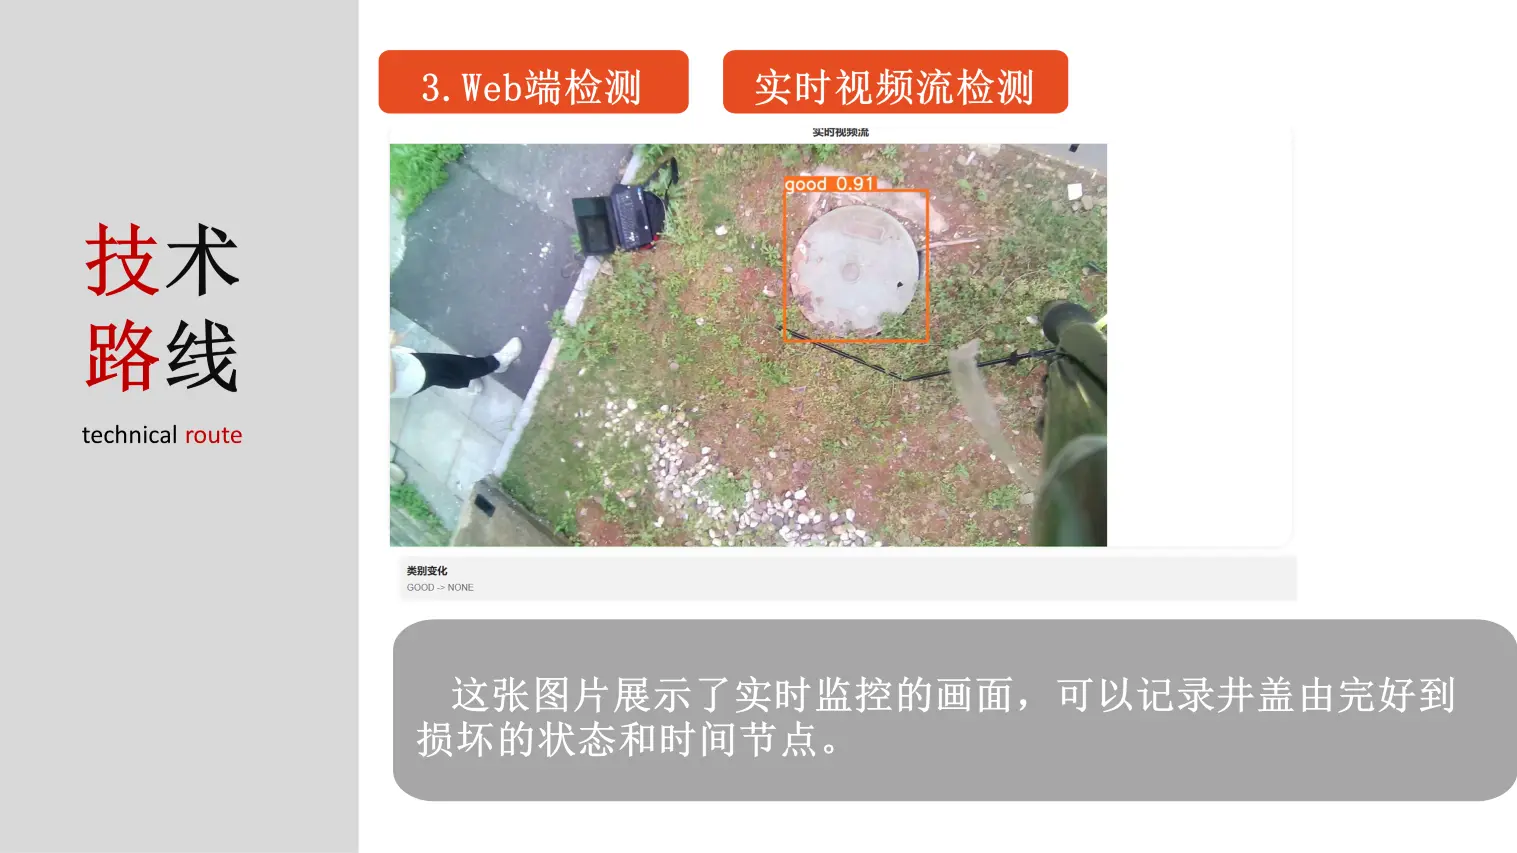 技术
路线
technical route
3.Web端检测
实时视频流检测
实时视频流
good 0.91
类别变化
GOOD -> NONE
这张图片展示了实时监控的画面，可以记录井盖由完好到
损坏的状态和时间节点。